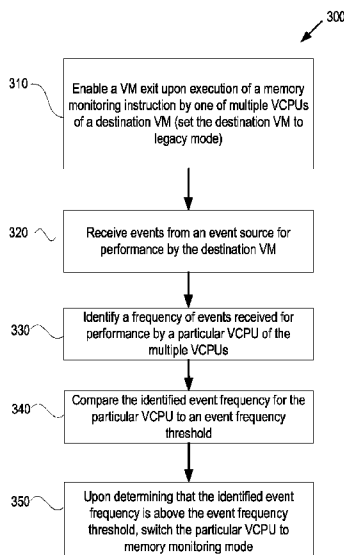 300
310
Enable a VM exit upon execution of a memory
monitoring instruction by one of multiple VCPUs
of a destination VM (set the destination VM to
legacy mode)
320
Receive events from an event source for
performance by the destination VM
330
Identify a frequency of events received for
performance by a particular VCPU of the
multiple VCPUs
340
Compare the identified event frequency for the
particular VCPU to an event frequency
threshold
350
Upon determining that the identified event
frequency is above the event frequency
threshold, switch the particular VCPU to
memory monitoring mode